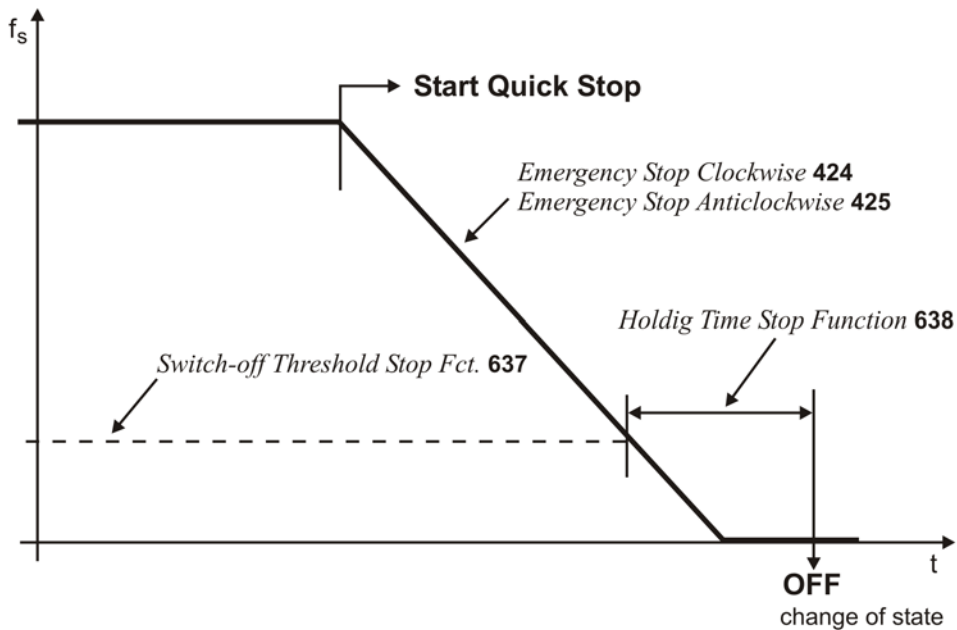 fs
Start Quick Stop
Emergency Stop Clockwise 424
Emergency Stop Anticlockwise 425
Holdig Time Stop Function 638
Switch-off Threshold Stop Fct. 637
t
OFF
change of state